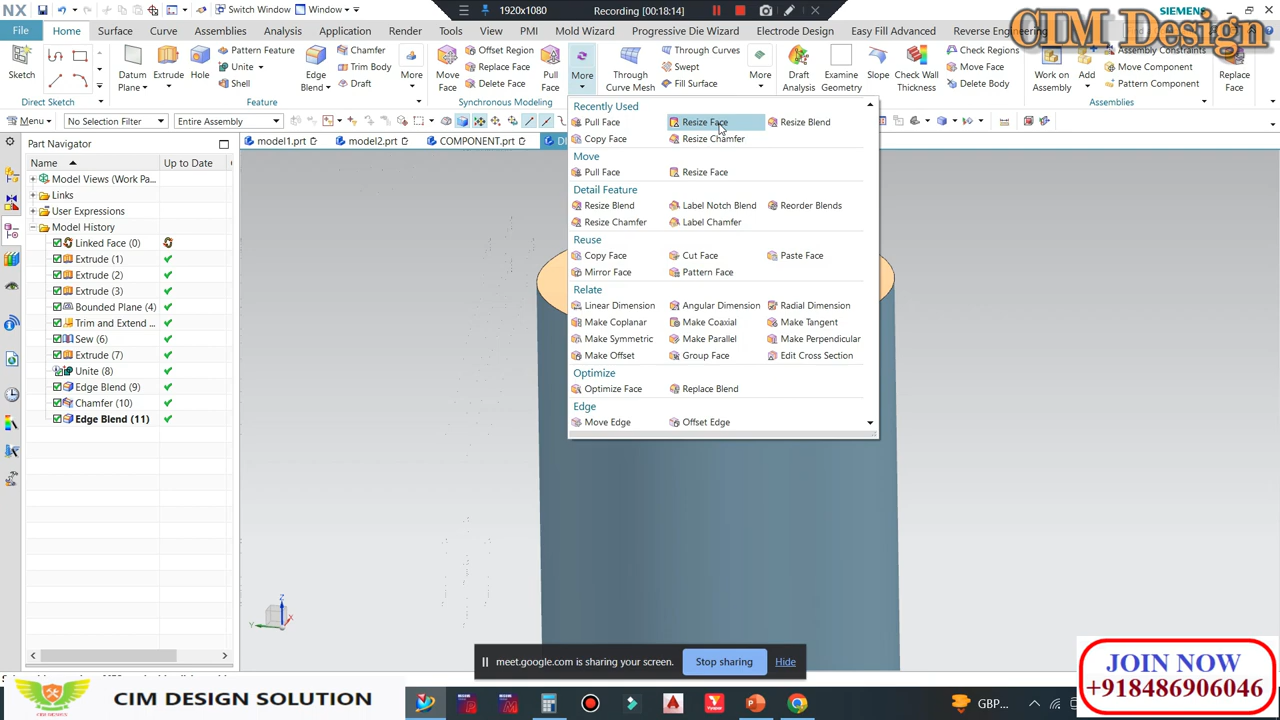 NX Switch Window Window 1920x1080 Recording [00:18:14] SIEMENS
CIM Design
File Home Surface Curve Assemblies Analysis Application Render Tools View PMI Mold Wizard Progressive Die Wizard Electrode Design Easy Fill Advanced Reverse Engineering
Pattern Feature Chamfer Offset Region Through Curves Check Regions Assembly Constraints
Unite Trim Body Replace Face Swept Move Face Move Component
Shell Draft Delete Face Fill Surface Delete Body Pattern Component
Sketch Datum Plane Extrude Hole Edge Blend More Move Face Pull Face More Through Curve Mesh More Draft Analysis Examine Geometry Slope Check Wall Thickness Work on Assembly Add Replace Face
Direct Sketch Feature Synchronous Modeling Assemblies
Menu No Selection Filter Entire Assembly
Part Navigator model1.prt model2.prt COMPONENT.prt
Name Up to Date
Model Views (Work Pa...
Links
User Expressions
Model History
Linked Face (0)
Extrude (1)
Extrude (2)
Extrude (3)
Bounded Plane (4)
Trim and Extend ...
Sew (6)
Extrude (7)
Unite (8)
Edge Blend (9)
Chamfer (10)
Edge Blend (11)
Recently Used
Pull Face Resize Face Resize Blend
Copy Face Resize Chamfer
Move
Pull Face Resize Face
Detail Feature
Resize Blend Label Notch Blend Reorder Blends
Resize Chamfer Label Chamfer
Reuse
Copy Face Cut Face Paste Face
Mirror Face Pattern Face
Relate
Linear Dimension Angular Dimension Radial Dimension
Make Coplanar Make Coaxial Make Tangent
Make Symmetric Make Parallel Make Perpendicular
Make Offset Group Face Edit Cross Section
Optimize
Optimize Face Replace Blend
Edge
Move Edge Offset Edge
Z
Y
X
meet.google.com is sharing your screen. Stop sharing Hide
CIM DESIGN SOLUTION
GBP...
JOIN NOW
+918486906046